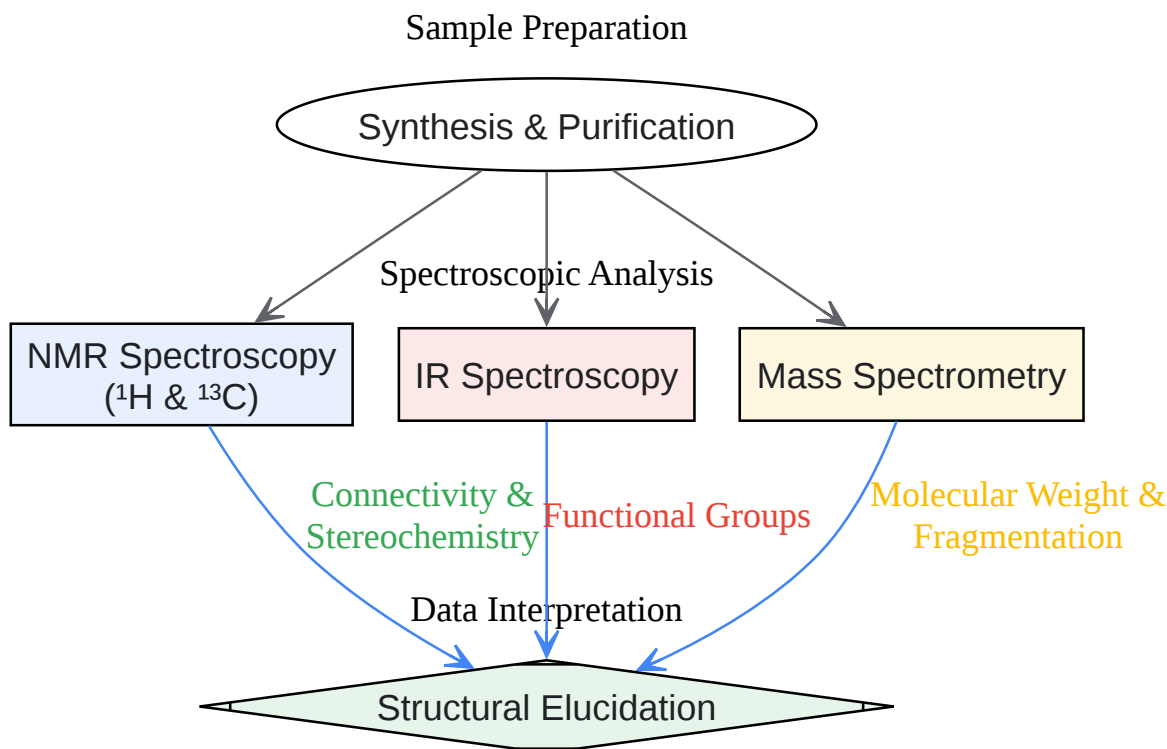 Sample Preparation
Synthesis & Purification
Spectroscopic Analysis
NMR Spectroscopy
(¹H & ¹³C)
IR Spectroscopy
Mass Spectrometry
Connectivity &
Stereochemistry
Functional Groups
Molecular Weight &
Fragmentation
Data Interpretation
Structural Elucidation